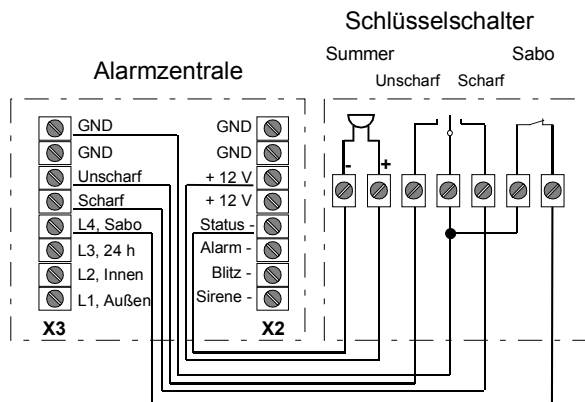 Schlüsselschalter
Summer
Sabo
Unscharf
Scharf
Alarmzentrale
GND
GND
Unscharf
Scharf
L4, Sabo
L3, 24 h
L2, Innen
L1, Außen
X3
GND
GND
+ 12 V
+ 12 V
Status -
Alarm -
Blitz -
Sirene -
X2
- +